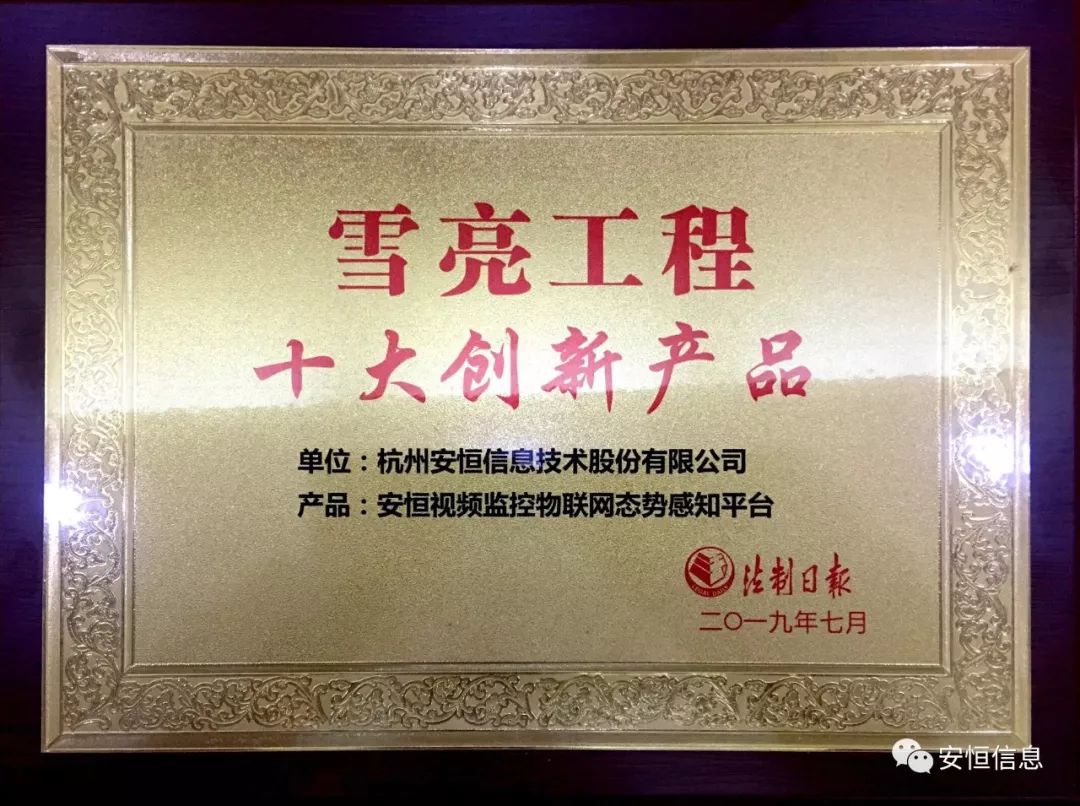 雪亮工程
十大创新产品
单位：杭州安恒信息技术股份有限公司
产品：安恒视频监控物联网态势感知平台
LEGAL DAILY
法制日报
二〇一九年七月
安恒信息